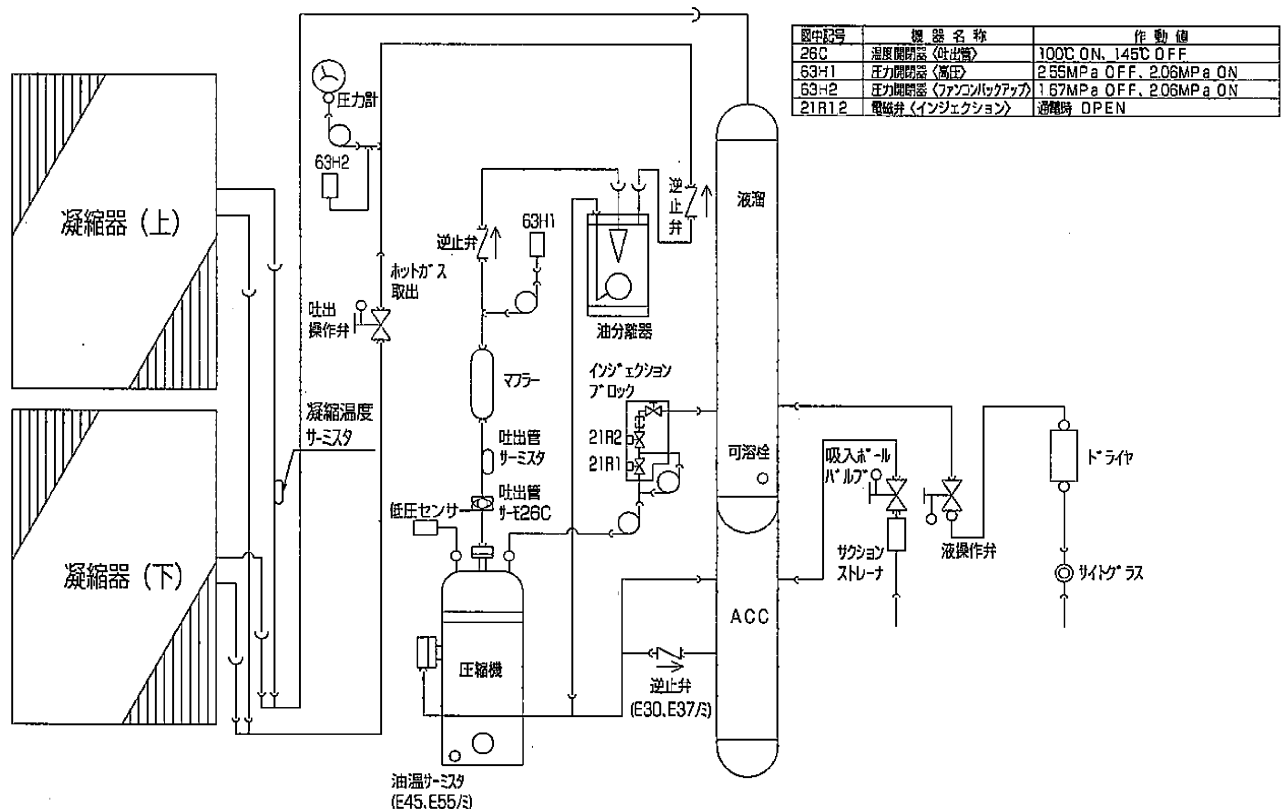 図中記号 機器名称 作動値
26C 温度開閉器〈吐出管〉 100℃ ON、145℃ OFF
63H1 圧力開閉器〈高圧〉 2.55MPa OFF、2.06MPa ON
63H2 圧力開閉器〈ファンコンバックアップ〉 1.67MPa OFF、2.06MPa ON
21R1,2 電磁弁〈インジェクション〉 通電時 OPEN
圧力計
63H2
凝縮器(上)
逆止弁
63H1
逆止弁
液溜
ホットガス
取出
吐出
操作弁
油分離器
マフラー
インジェクション
ブロック
凝縮温度
サーミスタ
吐出管
サーミスタ
21R2
21R1
可溶栓
吸入ボール
バルブ
ドライヤ
低圧センサ
吐出管
サーモ26C
サクション
ストレーナ
液操作弁
凝縮器(下)
サイトグラス
ACC
圧縮機
逆止弁
(E30、E37ノミ)
油温サーミスタ
(E45、E55ノミ)